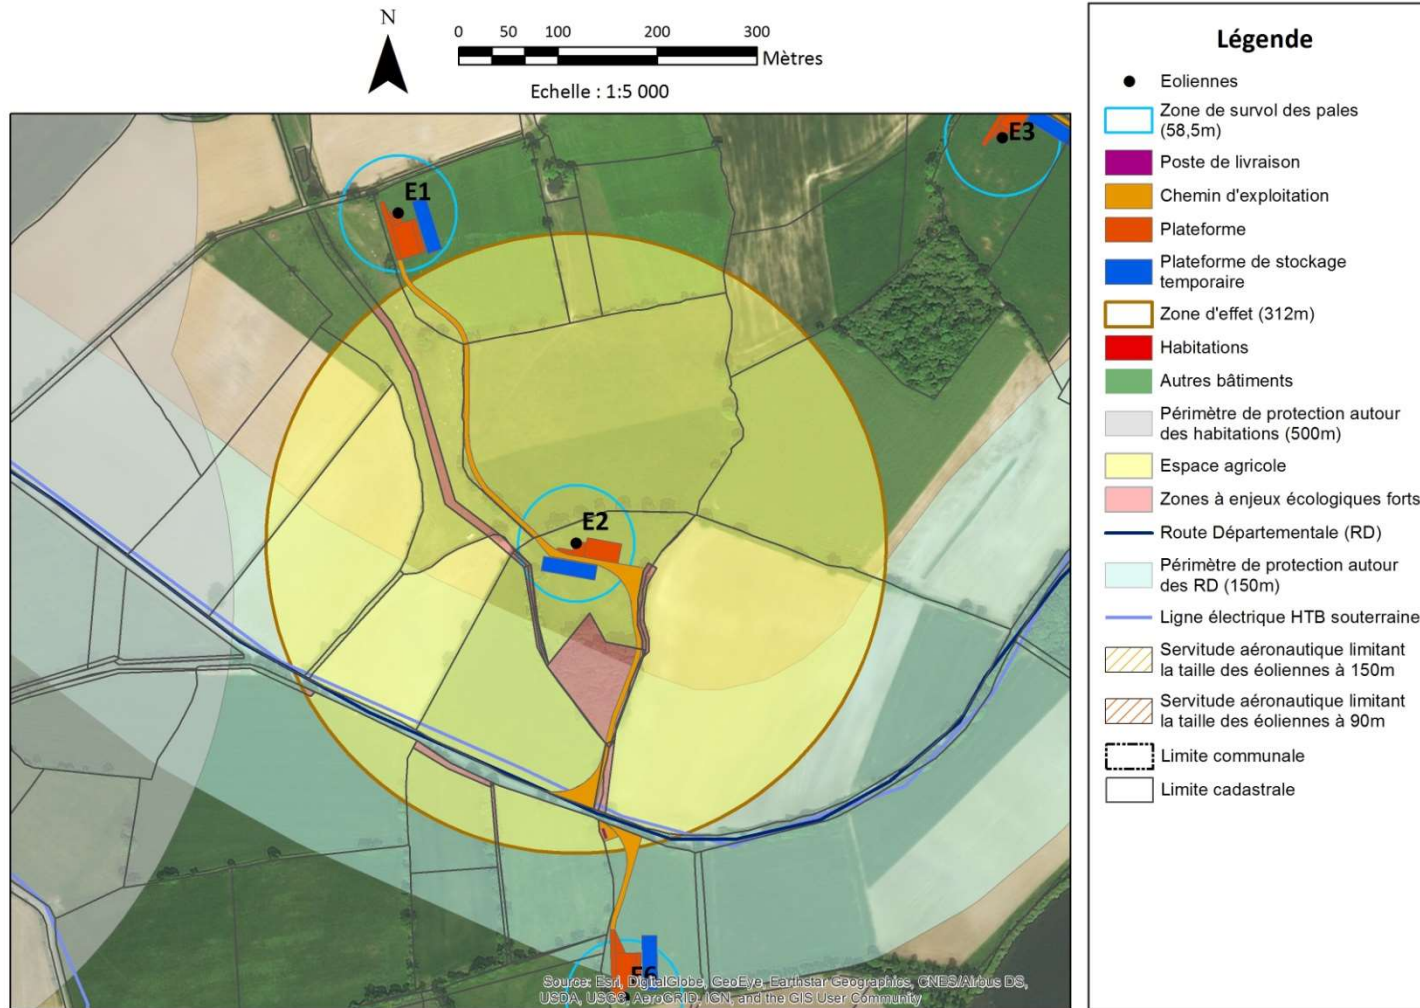 N
0 50 100 200 300
Mètres
Echelle : 1:5 000
E1
E2
E3
E6
Source: Esri, DigitalGlobe, GeoEye, Earthstar Geographics, CNES/Airbus DS,
USDA, USGS, AeroGRID, IGN, and the GIS User Community
Légende
Eoliennes
Zone de survol des pales
(58,5m)
Poste de livraison
Chemin d'exploitation
Plateforme
Plateforme de stockage
temporaire
Zone d'effet (312m)
Habitations
Autres bâtiments
Périmètre de protection autour
des habitations (500m)
Espace agricole
Zones à enjeux écologiques forts
Route Départementale (RD)
Périmètre de protection autour
des RD (150m)
Ligne électrique HTB souterraine
Servitude aéronautique limitant
la taille des éoliennes à 150m
Servitude aéronautique limitant
la taille des éoliennes à 90m
Limite communale
Limite cadastrale